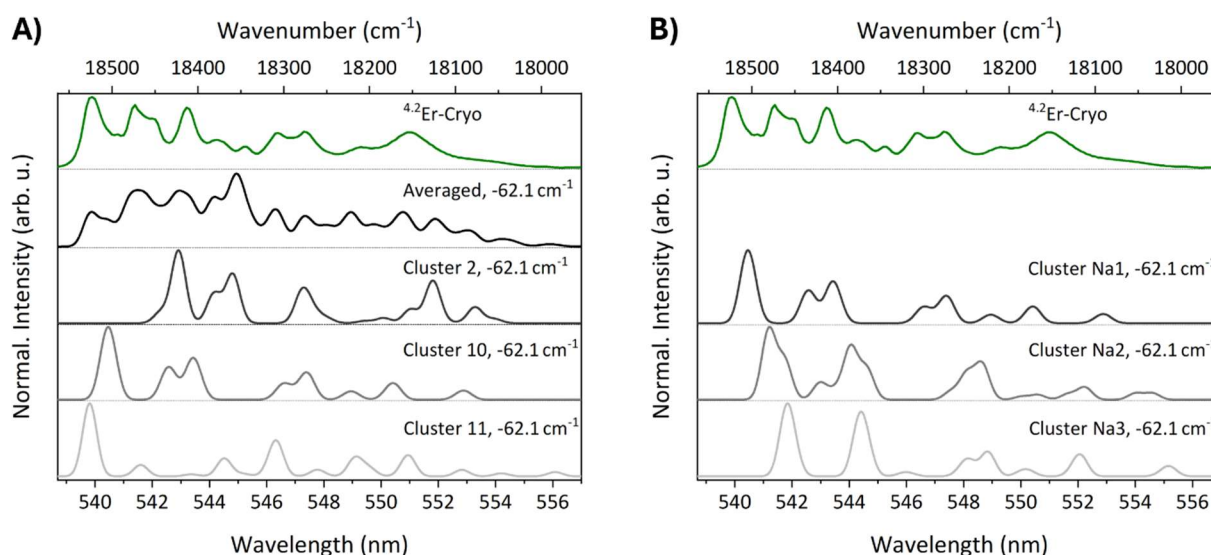 A)
Wavenumber (cm⁻¹)
18500 18400 18300 18200 18100 18000
Normal. Intensity (arb. u.)
⁴·²Er-Cryo
Averaged, -62.1 cm⁻¹
Cluster 2, -62.1 cm⁻¹
Cluster 10, -62.1 cm⁻¹
Cluster 11, -62.1 cm⁻¹
540 542 544 546 548 550 552 554 556
Wavelength (nm)
B)
Wavenumber (cm⁻¹)
18500 18400 18300 18200 18100 18000
Normal. Intensity (arb. u.)
⁴·²Er-Cryo
Cluster Na1, -62.1 cm⁻¹
Cluster Na2, -62.1 cm⁻¹
Cluster Na3, -62.1 cm⁻¹
540 542 544 546 548 550 552 554 556
Wavelength (nm)